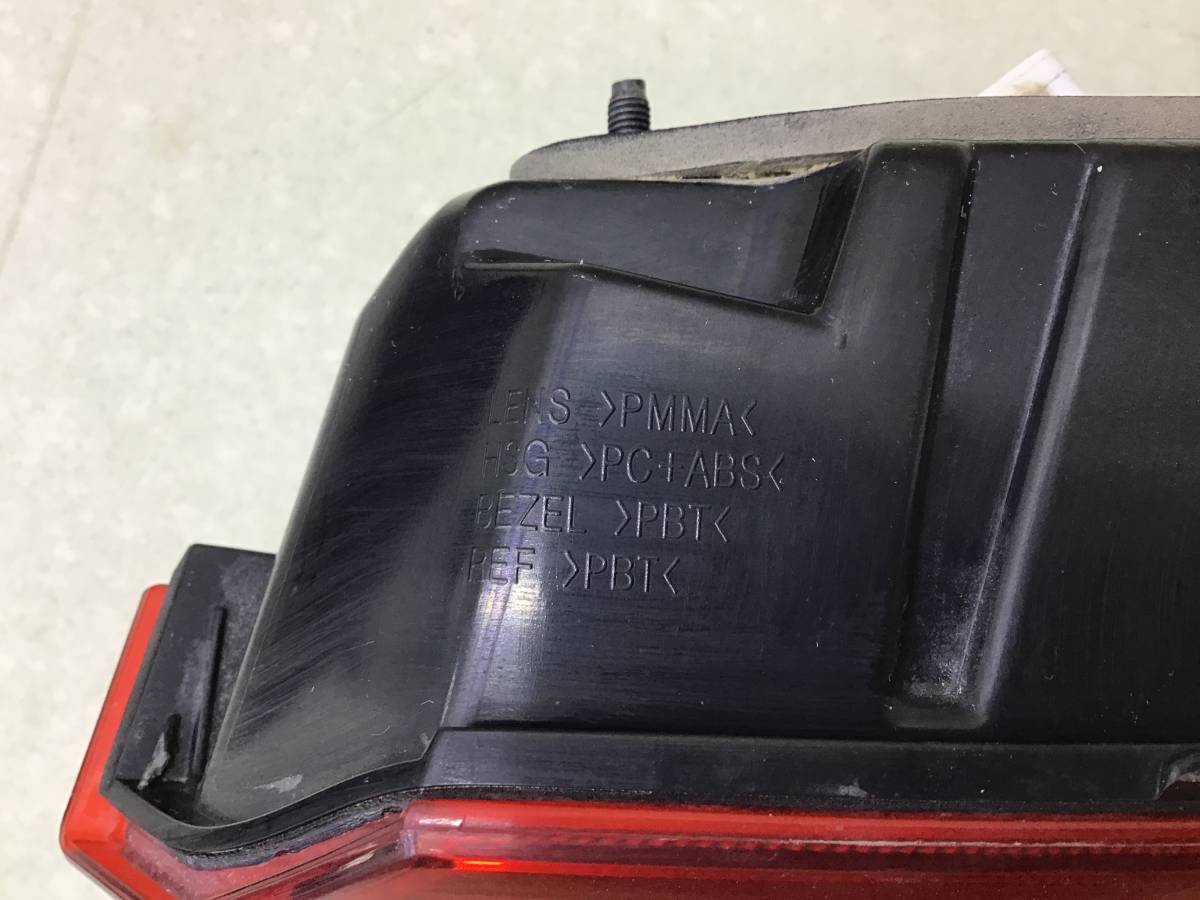 LENS >PMMA<
HSG >PC+ABS<
BEZEL >PBT<
REF >PBT<